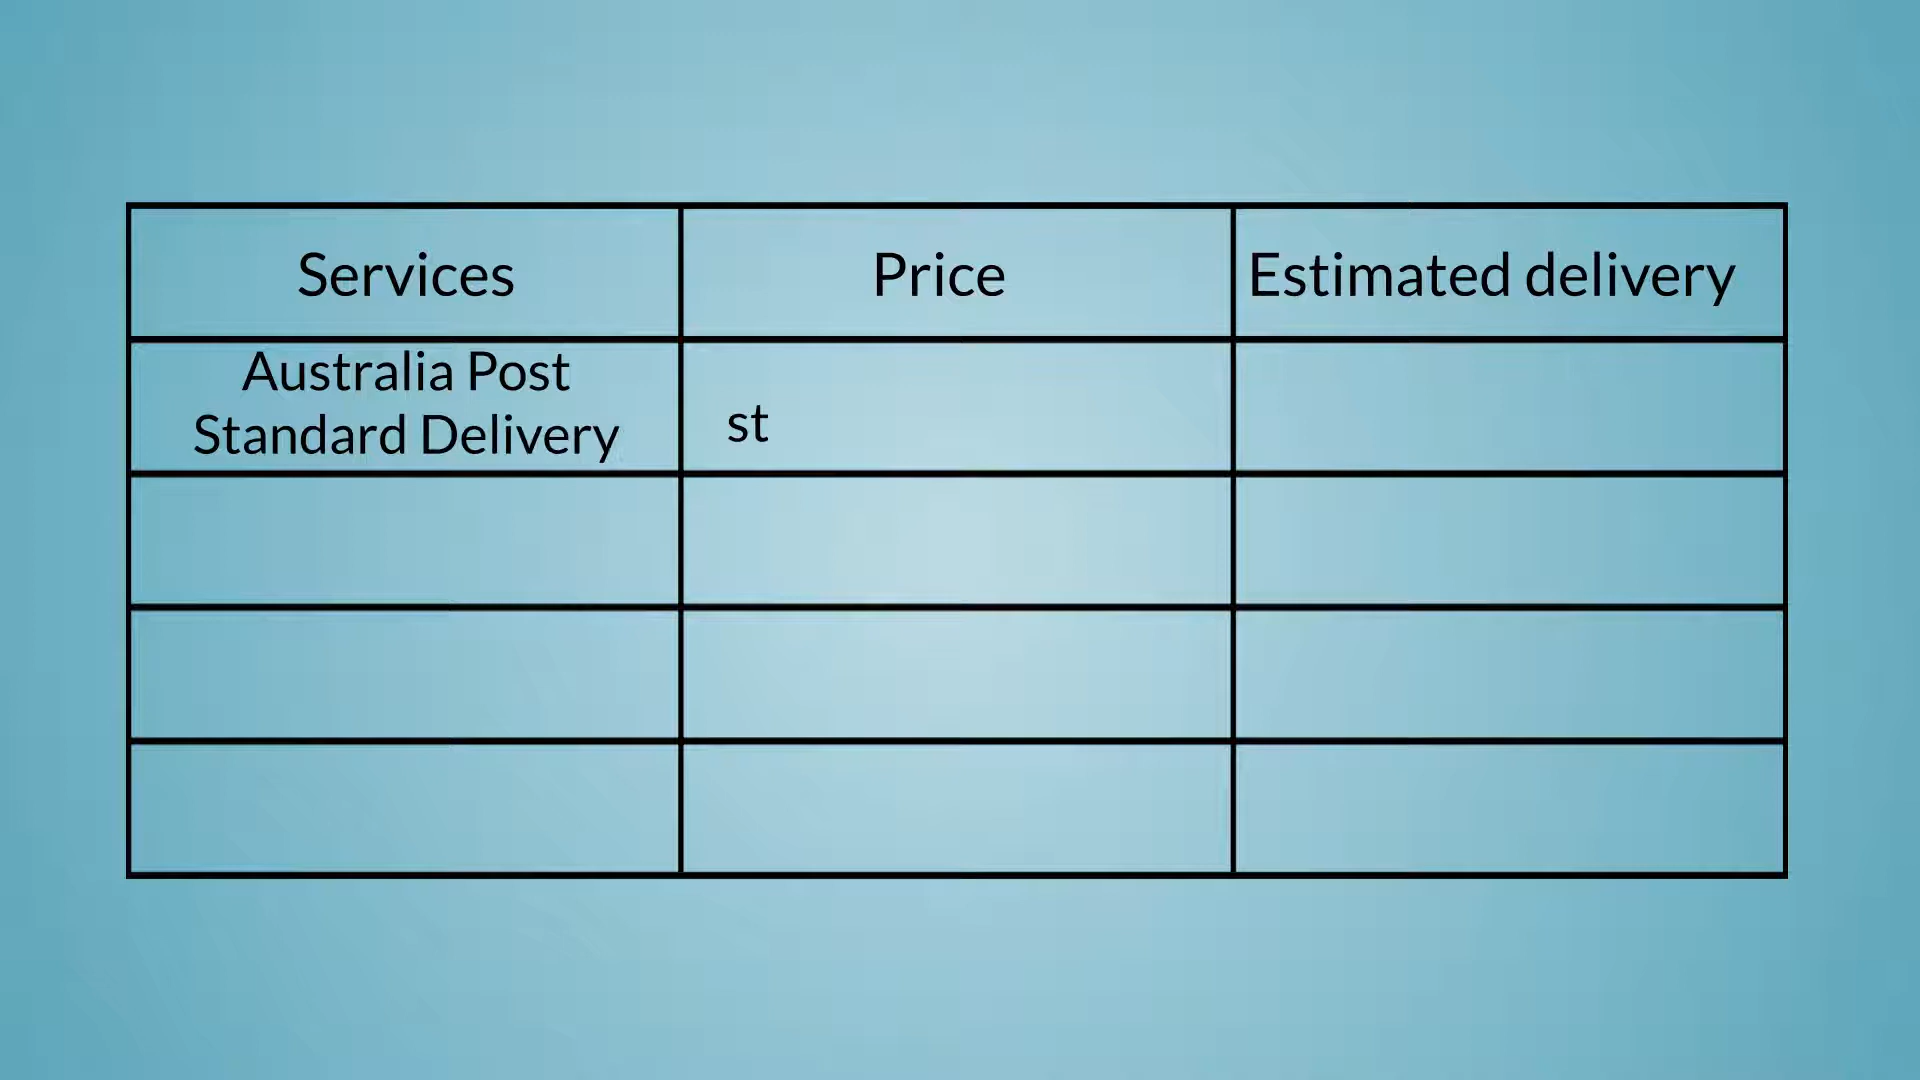 Services
Price
Estimated delivery
Australia Post
Standard Delivery
st